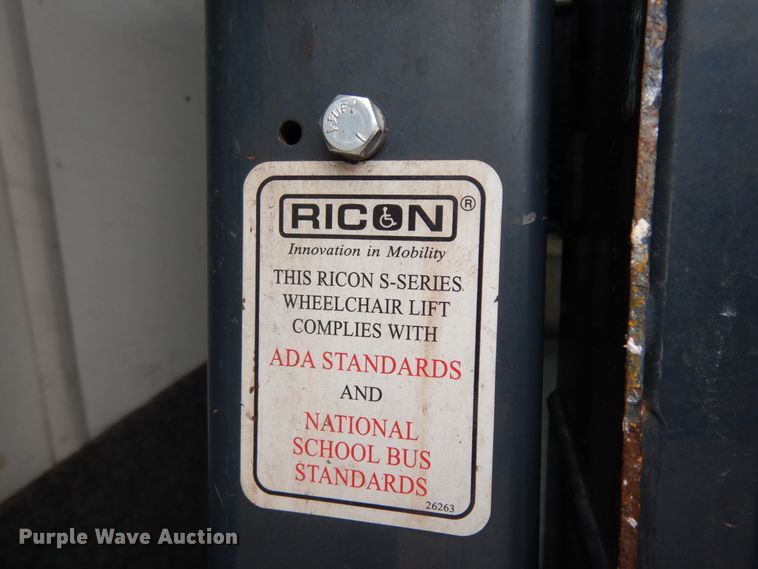 RICON ®
Innovation in Mobility
THIS RICON S-SERIES
WHEELCHAIR LIFT
COMPLIES WITH
ADA STANDARDS
AND
NATIONAL
SCHOOL BUS
STANDARDS
26263
Purple Wave Auction